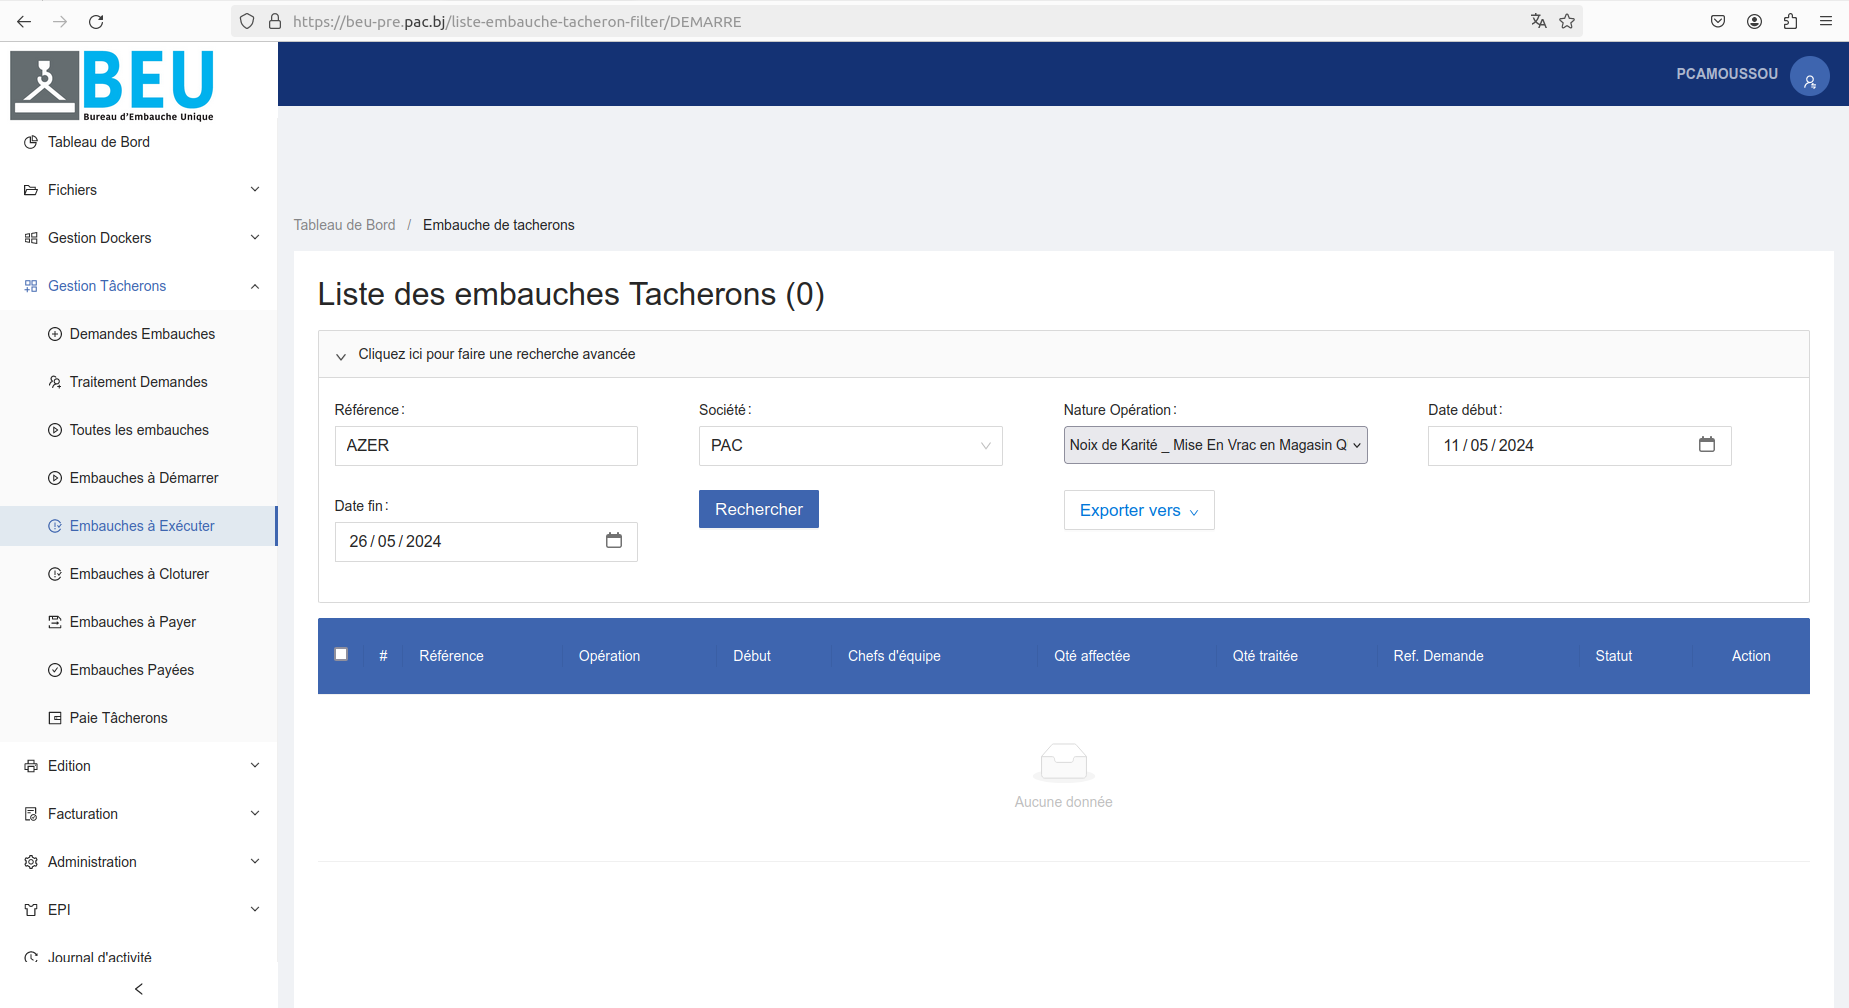 https://beu-pre.pac.bj/liste-embauche-tacheron-filter/DEMARRE
BEU
Bureau d'Embauche Unique
PCAMOUSSOU
Tableau de Bord
Fichiers
Gestion Dockers
Gestion Tâcherons
Demandes Embauches
Traitement Demandes
Toutes les embauches
Embauches à Démarrer
Embauches à Exécuter
Embauches à Cloturer
Embauches à Payer
Embauches Payées
Paie Tâcherons
Edition
Facturation
Administration
EPI
Journal d'activité
Tableau de Bord / Embauche de tacherons
Liste des embauches Tacherons (0)
Cliquez ici pour faire une recherche avancée
Référence :
AZER
Société :
PAC
Nature Opération :
Noix de Karité _ Mise En Vrac en Magasin Q
Date début :
11/05/2024
Date fin :
26/05/2024
Rechercher
Exporter vers
# Référence Opération Début Chefs d'équipe Qté affectée Qté traitée Ref. Demande Statut Action
Aucune donnée